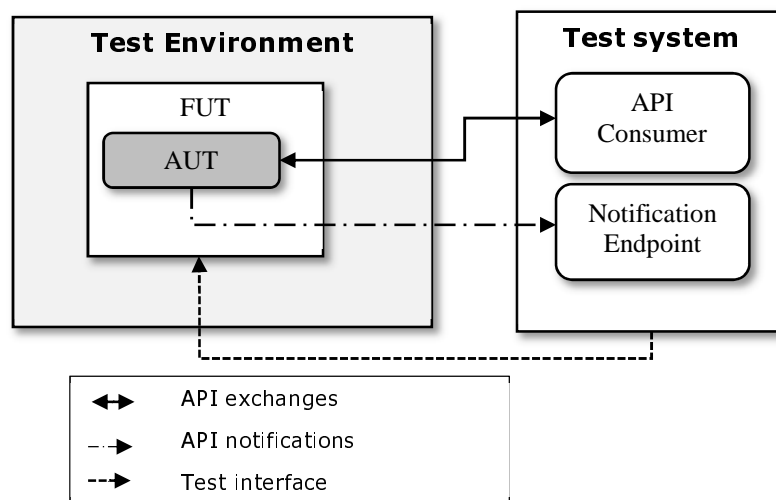 Test Environment
FUT
AUT
Test system
API
Consumer
Notification
Endpoint
API exchanges
API notifications
Test interface